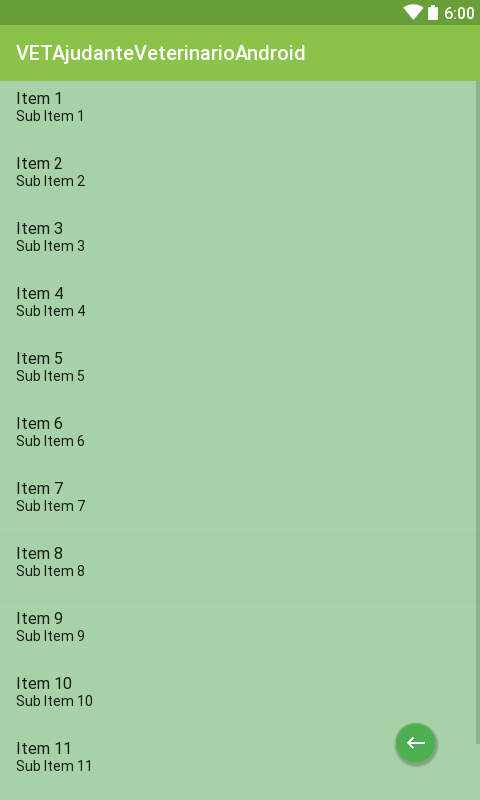 6:00
VETAjudanteVeterinarioAndroid
Item 1
Sub Item 1
Item 2
Sub Item 2
Item 3
Sub Item 3
Item 4
Sub Item 4
Item 5
Sub Item 5
Item 6
Sub Item 6
Item 7
Sub Item 7
Item 8
Sub Item 8
Item 9
Sub Item 9
Item 10
Sub Item 10
Item 11
Sub Item 11